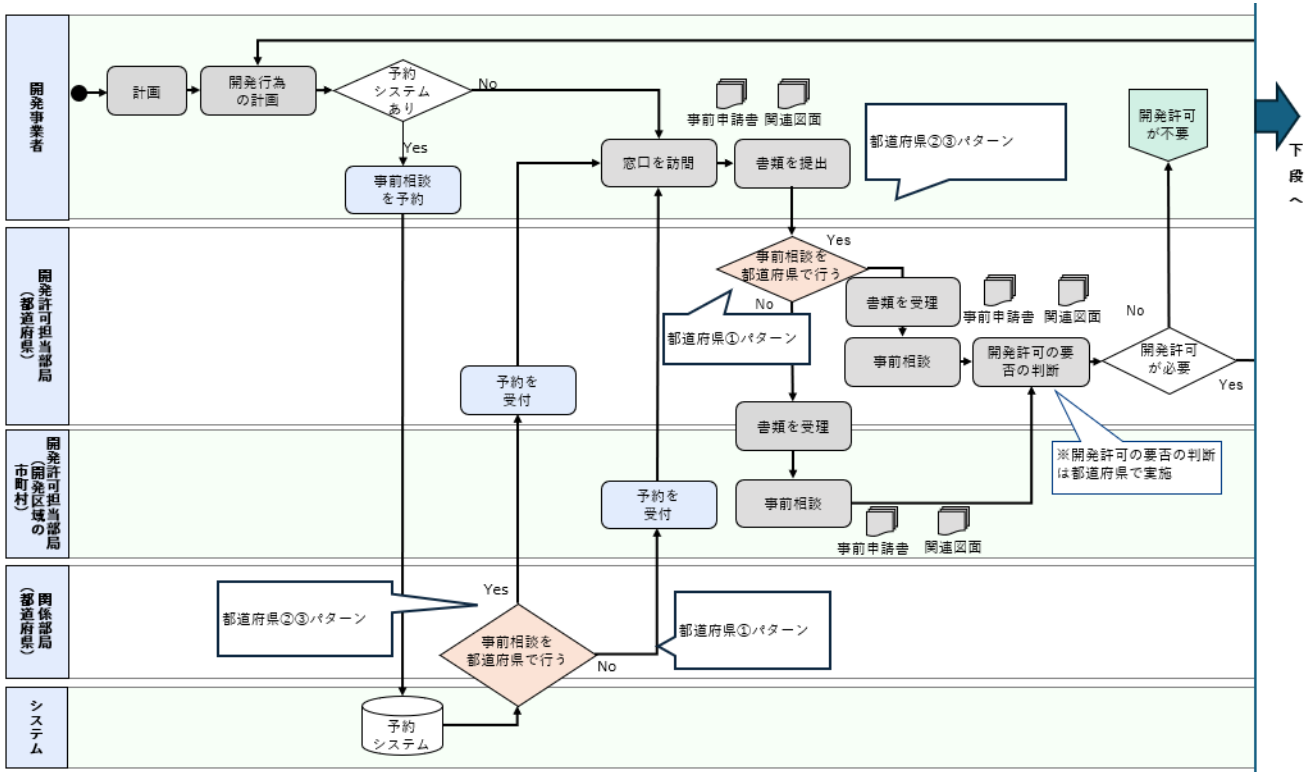 開発事業者
計画
開発行為
の計画
予約
システム
あり
No
Yes
事前相談
を予約
事前申請書
関連図面
窓口を訪問
書類を提出
都道府県②③パターン
開発許可
が不要
下
段
へ
開発許可担当部局
（都道府県）
事前相談を
都道府県で行う
Yes
No
都道府県①パターン
書類を受理
事前申請書
関連図面
事前相談
開発許可の要
否の判断
No
開発許可
が必要
Yes
予約を
受付
書類を受理
※開発許可の要否の判断
は都道府県で実施
開発許可担当部局
（開発区域の
市町村）
予約を
受付
事前相談
事前申請書
関連図面
関係部局
（都道府県）
都道府県②③パターン
Yes
事前相談を
都道府県で行う
No
都道府県①パターン
システム
予約
システム